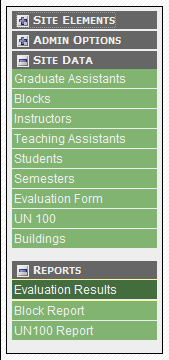 SITE ELEMENTS
ADMIN OPTIONS
SITE DATA
Graduate Assistants
Blocks
Instructors
Teaching Assistants
Students
Semesters
Evaluation Form
UN 100
Buildings
REPORTS
Evaluation Results
Block Report
UN100 Report